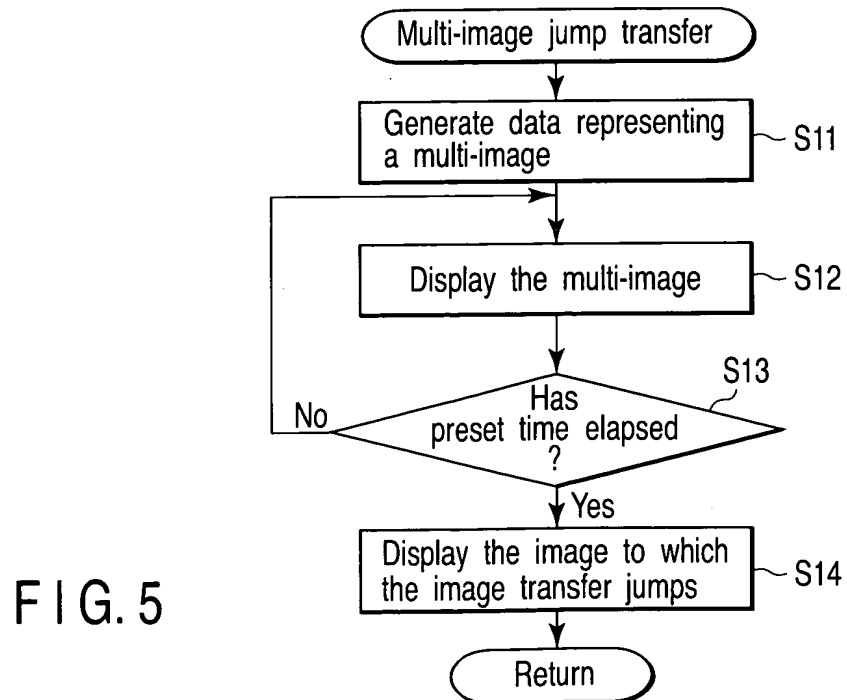 Multi-image jump transfer
Generate data representing
a multi-image
S11
Display the multi-image
S12
S13
Has
preset time elapsed
?
No
Yes
Display the image to which
the image transfer jumps
S14
FIG. 5
Return